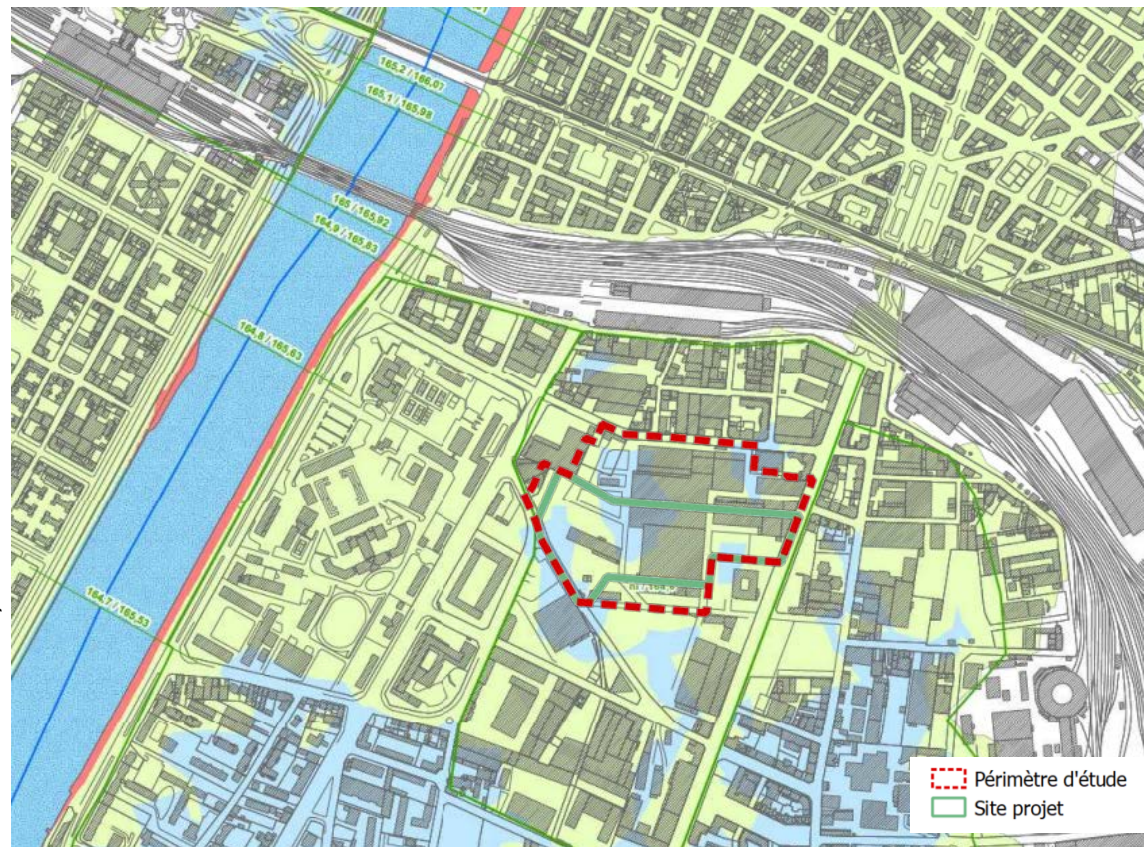 165,2 / 166,07
165,1 / 165,98
165 / 165,92
164,9 / 165,83
164,8 / 165,63
164,7 / 165,53
Périmètre d'étude
Site projet